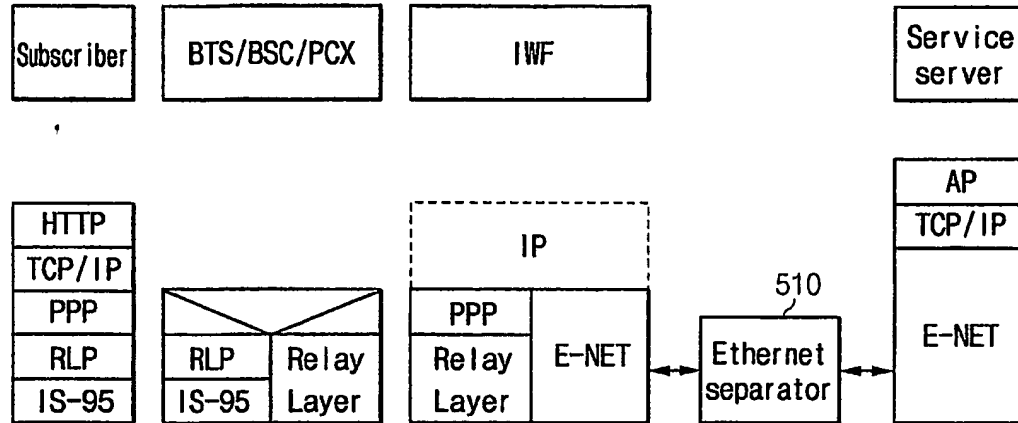 Subscriber
BTS/BSC/PCX
IWF
Service
server
HTTP
TCP/IP
PPP
RLP
IS-95
RLP
IS-95
Relay
Layer
IP
PPP
Relay
Layer
E-NET
510
Ethernet
separator
AP
TCP/IP
E-NET